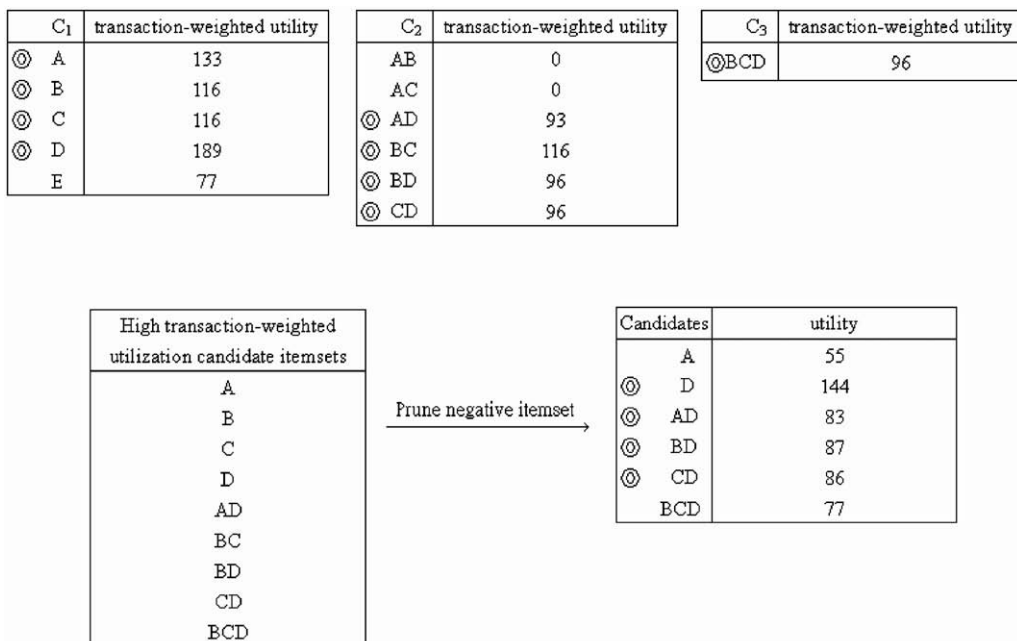 C₁ transaction-weighted utility
A 133
B 116
C 116
D 189
E 77
C₂ transaction-weighted utility
AB 0
AC 0
AD 93
BC 116
BD 96
CD 96
C₃ transaction-weighted utility
BCD 96
High transaction-weighted
utilization candidate itemsets
A
B
C
D
AD
BC
BD
CD
BCD
Prune negative itemset
Candidates utility
A 55
D 144
AD 83
BD 87
CD 86
BCD 77